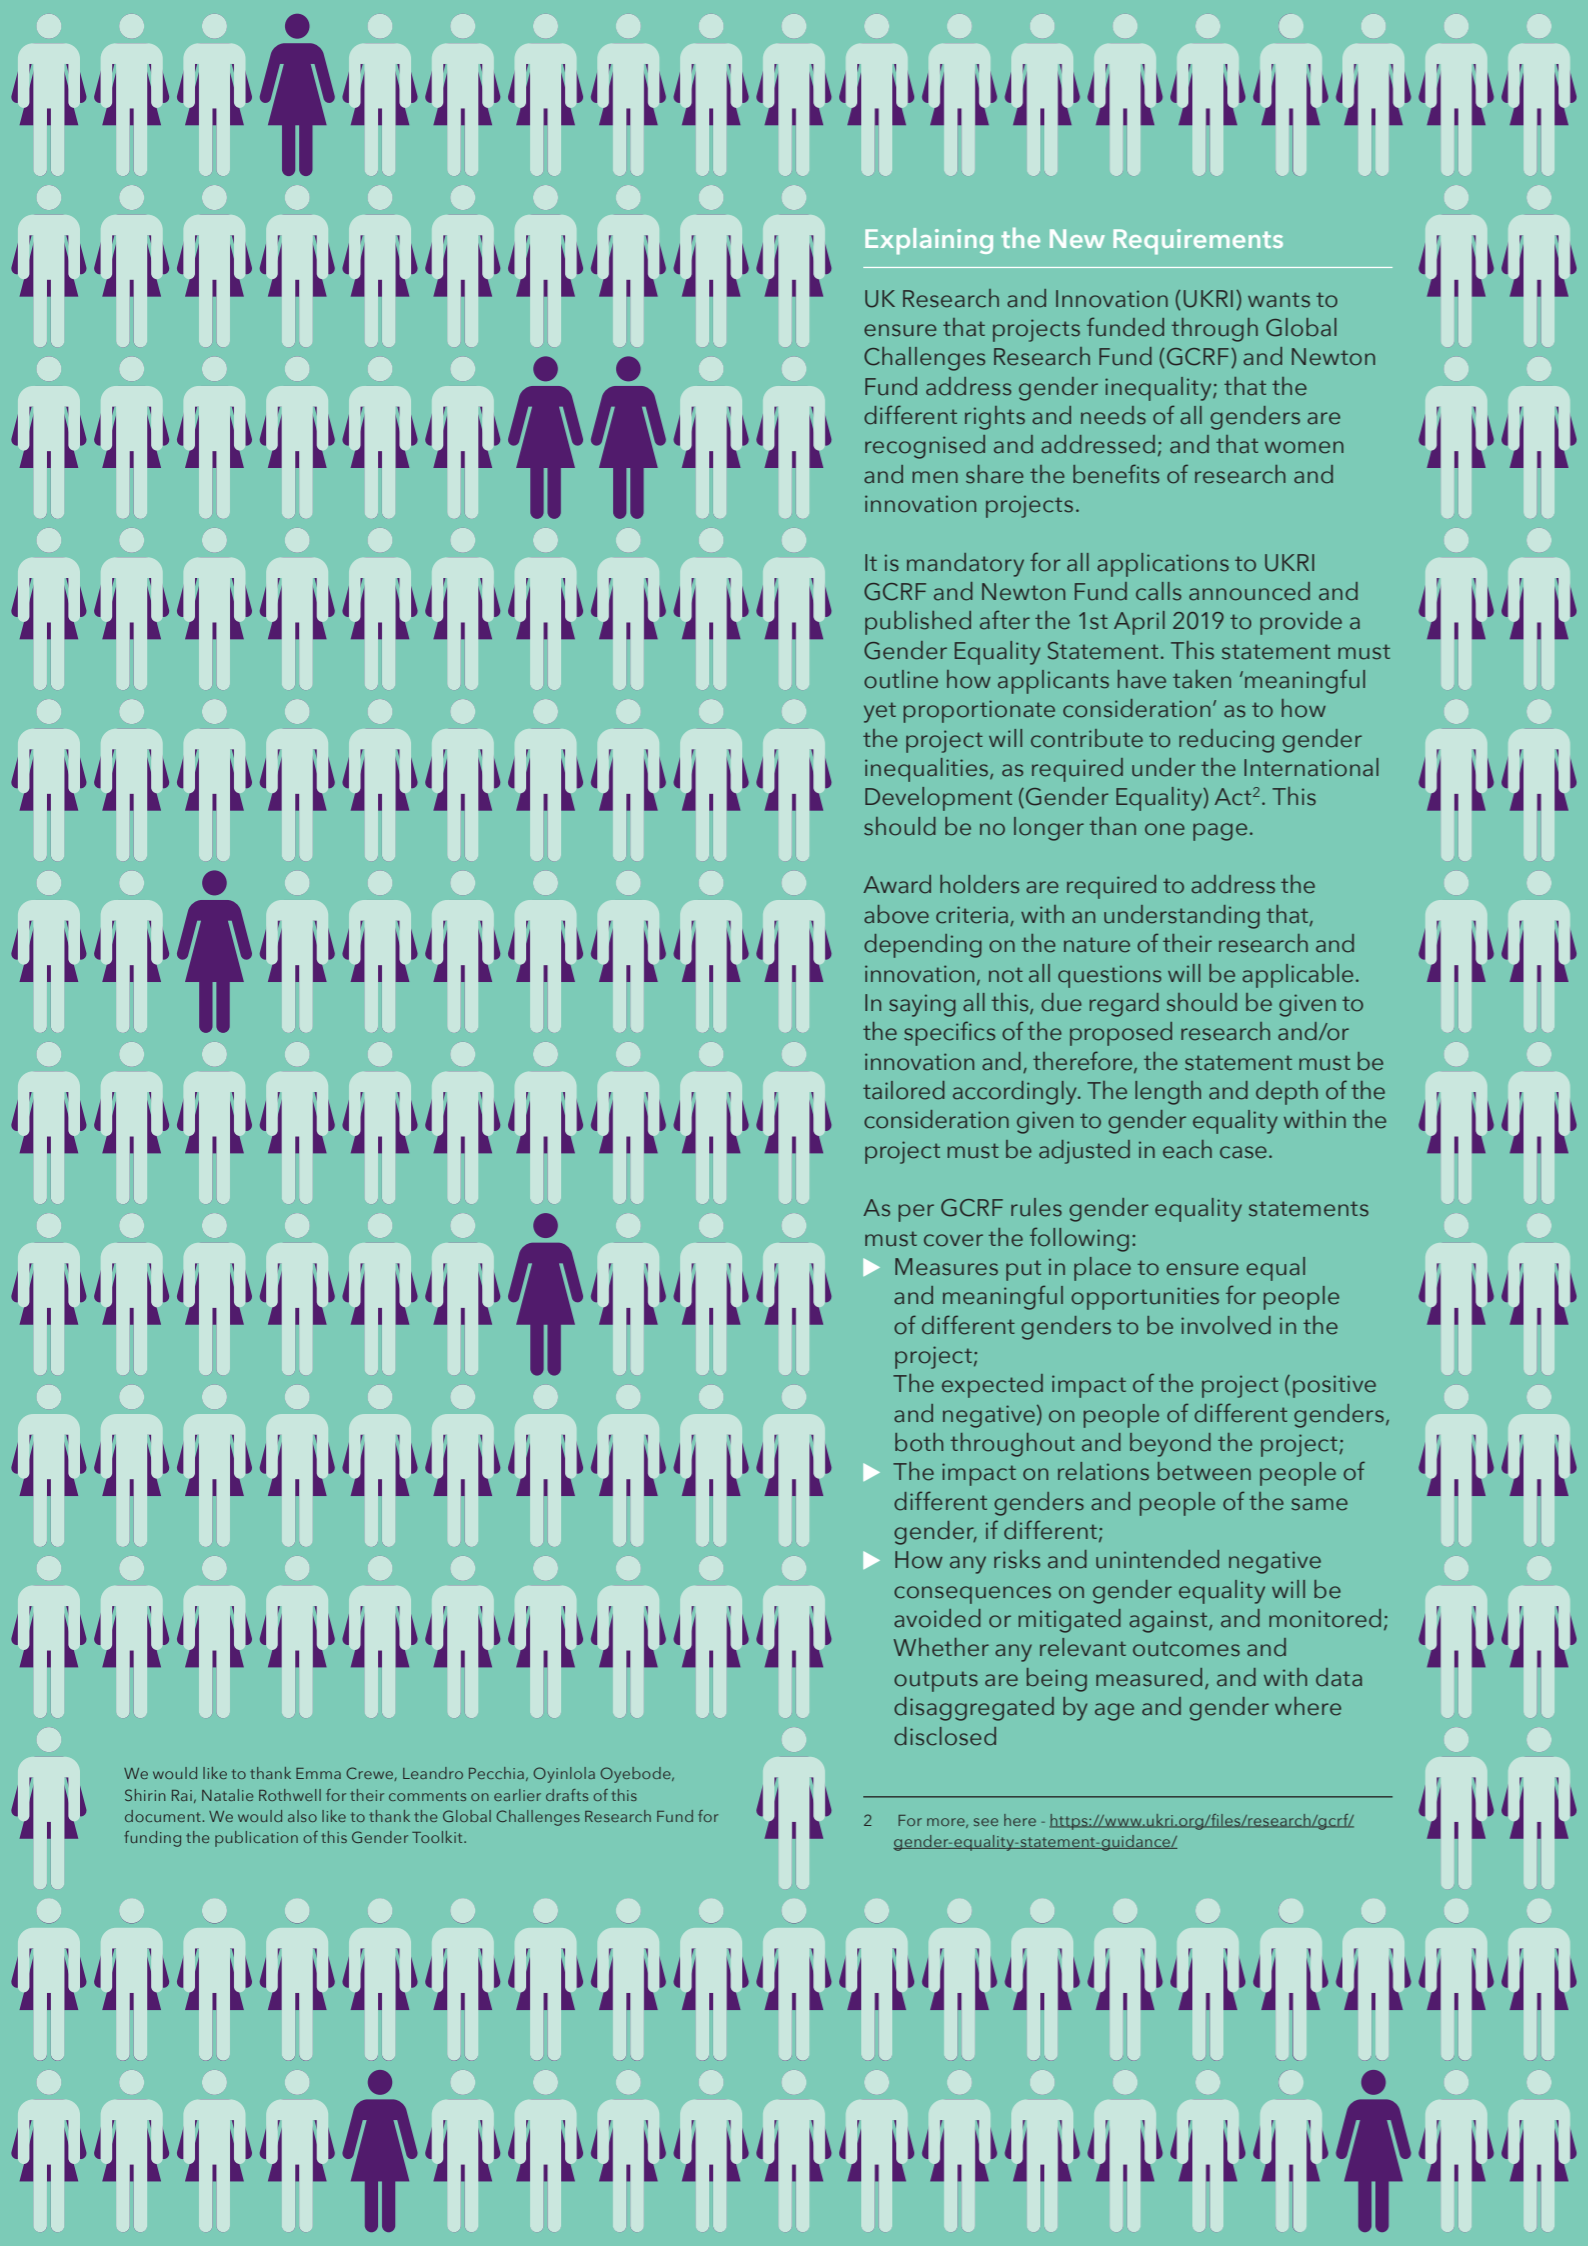 Explaining the New Requirements
UK Research and Innovation (UKRI) wants to
ensure that projects funded through Global
Challenges Research Fund (GCRF) and Newton
Fund address gender inequality; that the
different rights and needs of all genders are
recognised and addressed; and that women
and men share the benefits of research and
innovation projects.
It is mandatory for all applications to UKRI
GCRF and Newton Fund calls announced and
published after the 1st April 2019 to provide a
Gender Equality Statement. This statement must
outline how applicants have taken ‘meaningful
yet proportionate consideration’ as to how
the project will contribute to reducing gender
inequalities, as required under the International
Development (Gender Equality) Act². This
should be no longer than one page.
Award holders are required to address the
above criteria, with an understanding that,
depending on the nature of their research and
innovation, not all questions will be applicable.
In saying all this, due regard should be given to
the specifics of the proposed research and/or
innovation and, therefore, the statement must be
tailored accordingly. The length and depth of the
consideration given to gender equality within the
project must be adjusted in each case.
As per GCRF rules gender equality statements
must cover the following:
▶ Measures put in place to ensure equal
and meaningful opportunities for people
of different genders to be involved in the
project;
The expected impact of the project (positive
and negative) on people of different genders,
both throughout and beyond the project;
▶ The impact on relations between people of
different genders and people of the same
gender, if different;
▶ How any risks and unintended negative
consequences on gender equality will be
avoided or mitigated against, and monitored;
Whether any relevant outcomes and
outputs are being measured, and with data
disaggregated by age and gender where
disclosed
2 For more, see here - https://www.ukri.org/files/research/gcrf/
gender-equality-statement-guidance/
We would like to thank Emma Crewe, Leandro Pecchia, Oyinlola Oyebode,
Shirin Rai, Natalie Rothwell for their comments on earlier drafts of this
document. We would also like to thank the Global Challenges Research Fund for
funding the publication of this Gender Toolkit.